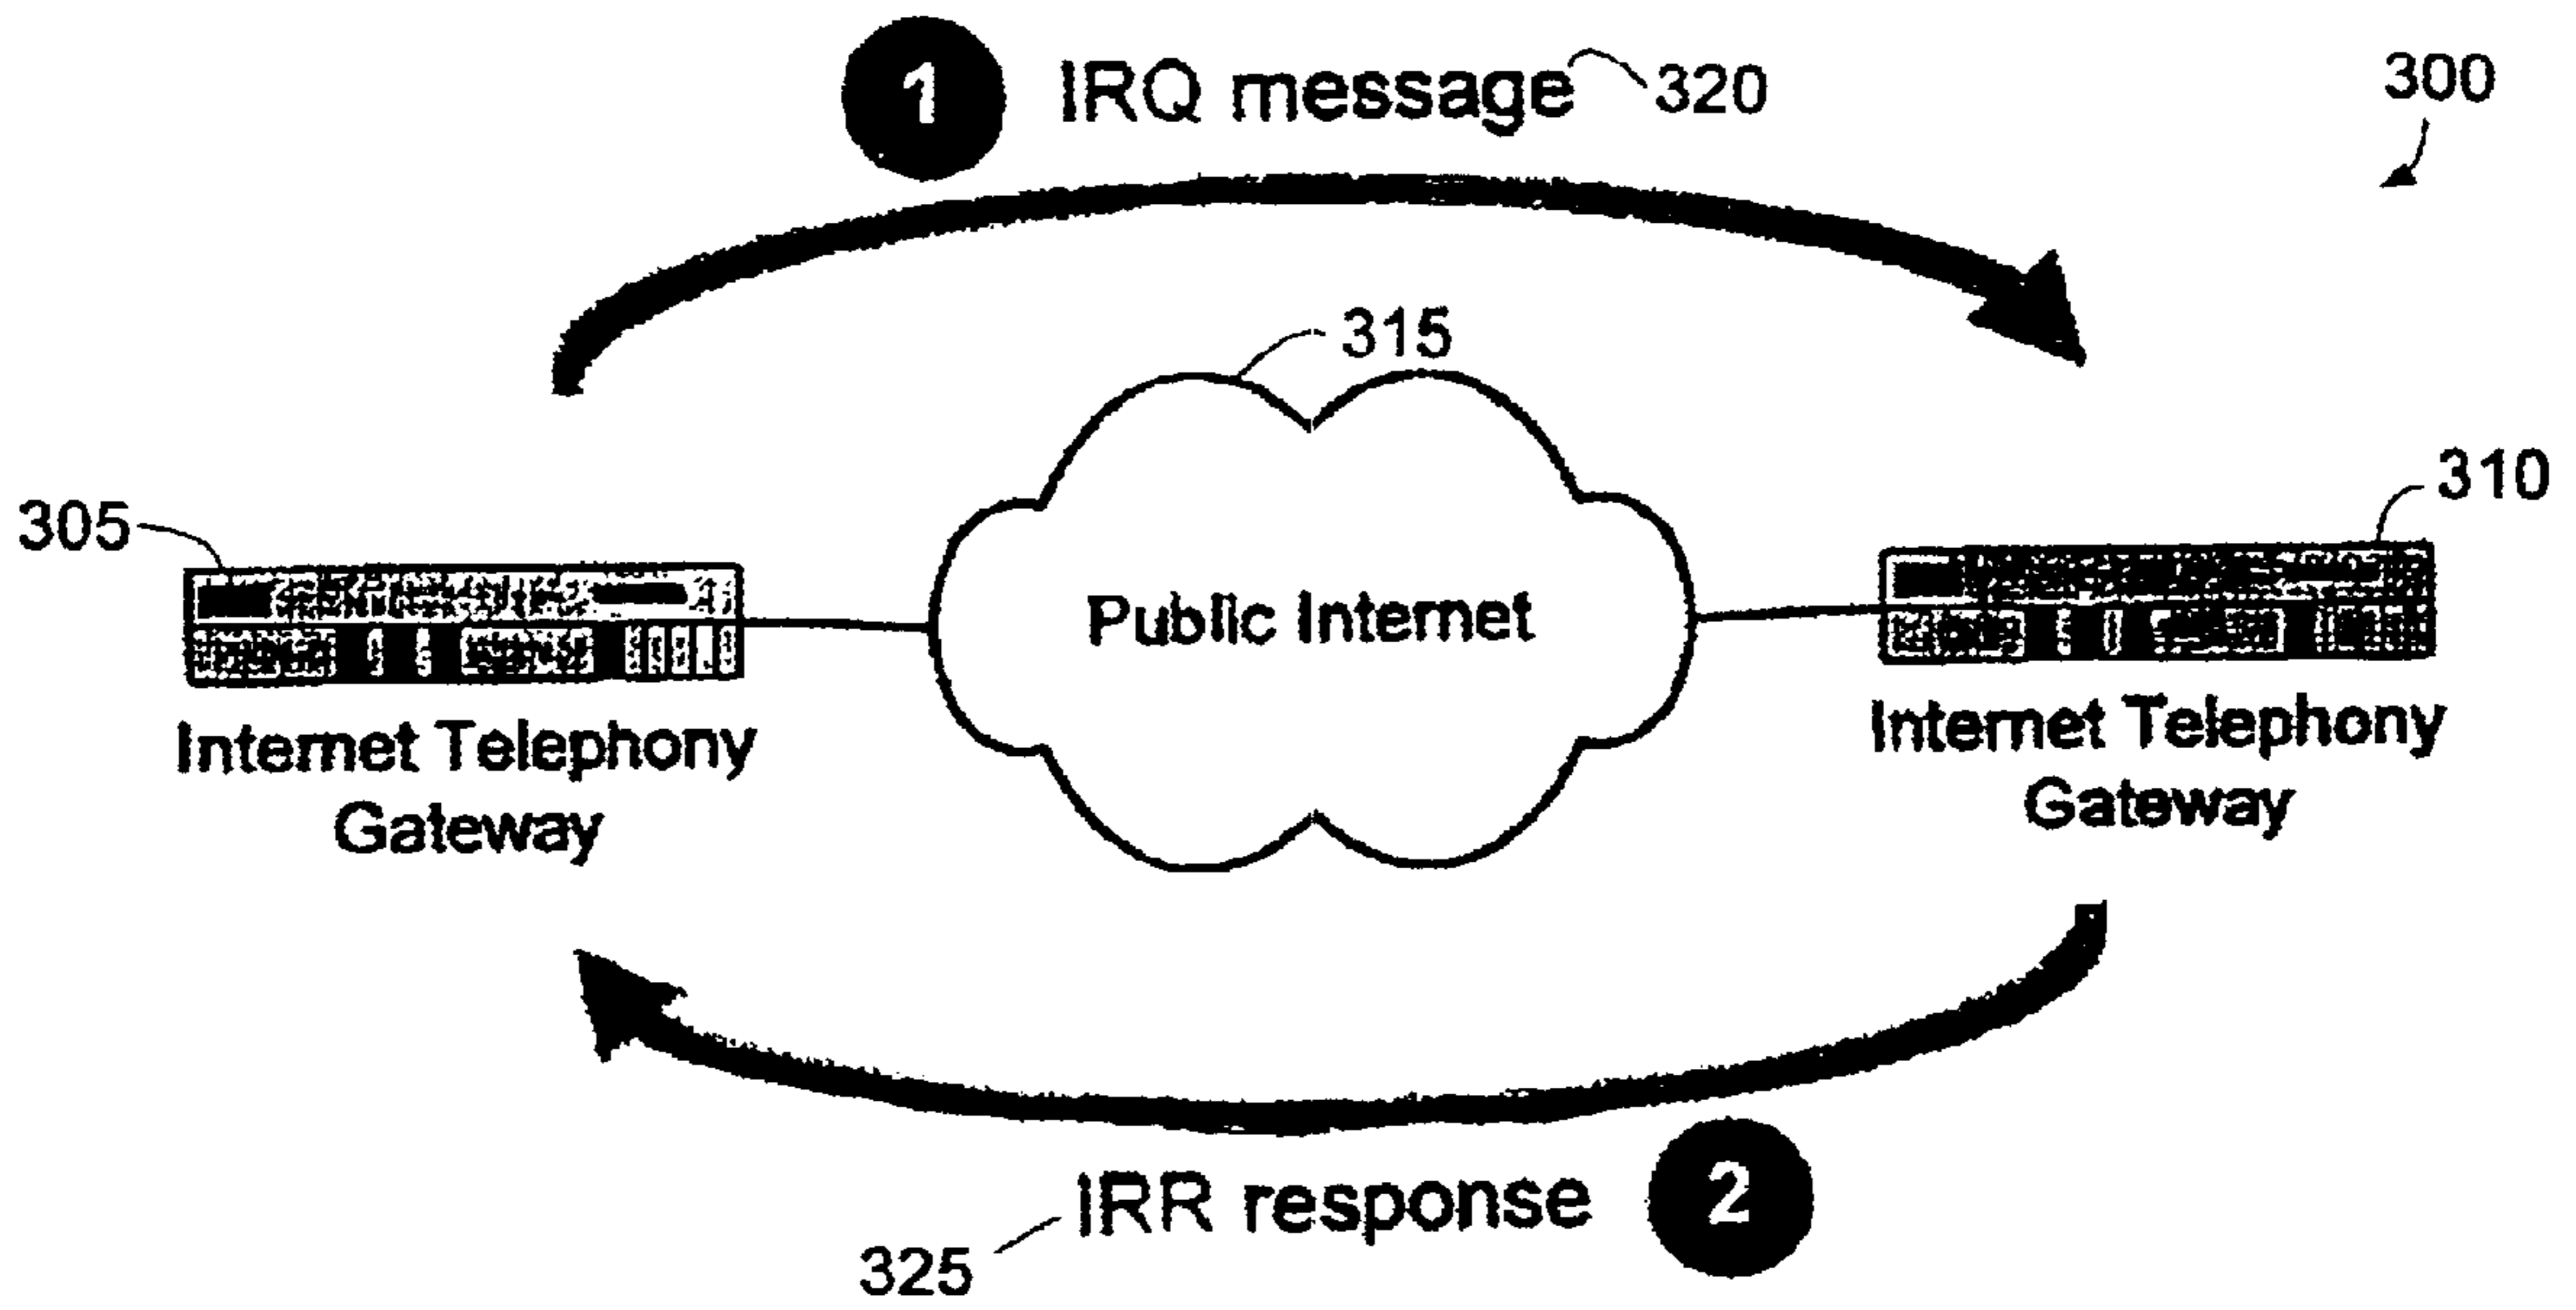 1 IRQ message 320
300
315
305
310
Public Internet
Internet Telephony
Gateway
Internet Telephony
Gateway
IRR response 2
325